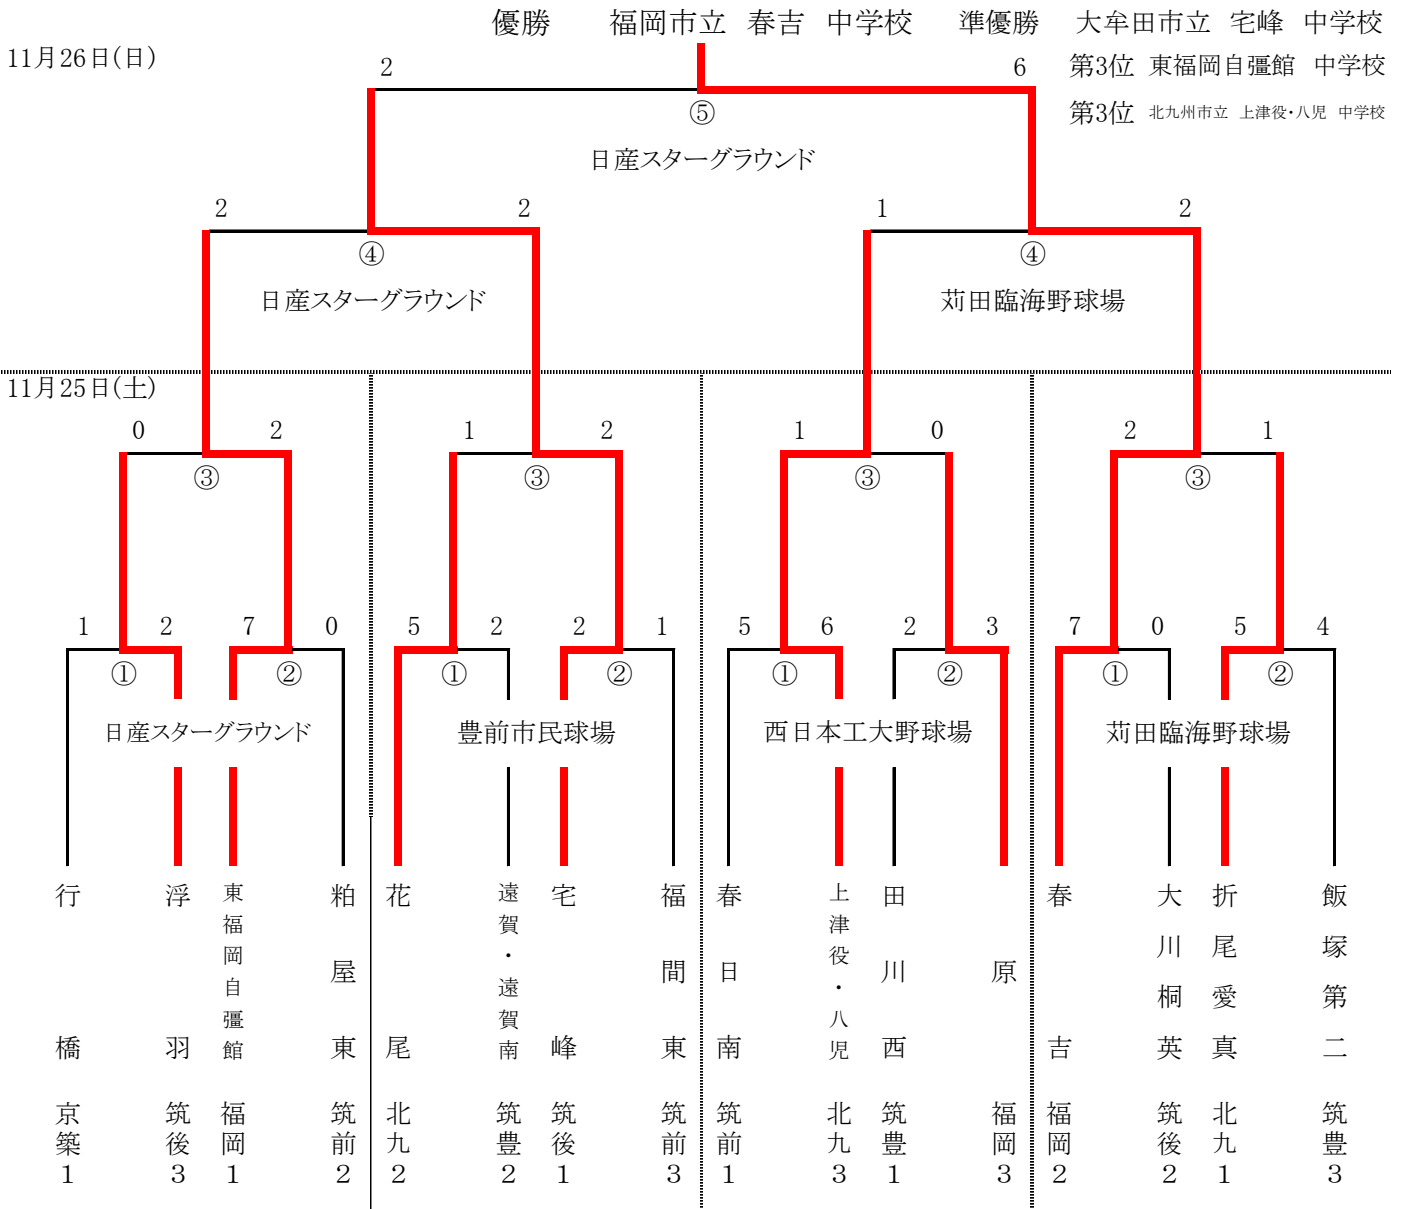 優勝 福岡市立 春吉 中学校 準優勝 大牟田市立 宅峰 中学校
11月26日(日)
第3位 東福岡自彊館 中学校
2 6
第3位 北九州市立 上津役・八児 中学校
⑤
日産スターグラウンド
2 2 1 2
④ ④
日産スターグラウンド 苅田臨海野球場
11月25日(土)
0 2 1 2 1 0 2 1
③ ③ ③ ③
1 2 7 0 5 2 2 1 5 6 2 3 7 0 5 4
① ② ① ② ① ② ① ②
日産スターグラウンド 豊前市民球場 西日本工大野球場 苅田臨海野球場
行橋
浮羽
東福岡自彊館
粕屋東
花尾
遠賀・遠賀南
宅峰
福間東
春日南
上津役・八児
田川西
原
春吉
大川桐英
折尾愛真
飯塚第二
京築1
筑後3
福岡1
筑前2
北九2
筑豊2
筑後1
筑前3
筑前1
北九3
筑豊1
福岡3
福岡2
筑後2
北九1
筑豊3